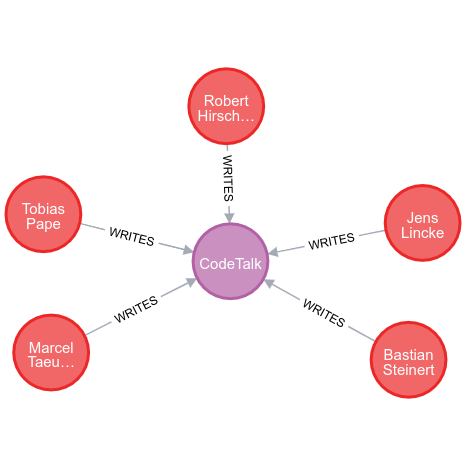 Robert
Hirsch…
WRITES
Tobias
Pape
WRITES
Jens
Lincke
WRITES
CodeTalk
Marcel
Taeu…
WRITES
Bastian
Steinert
WRITES